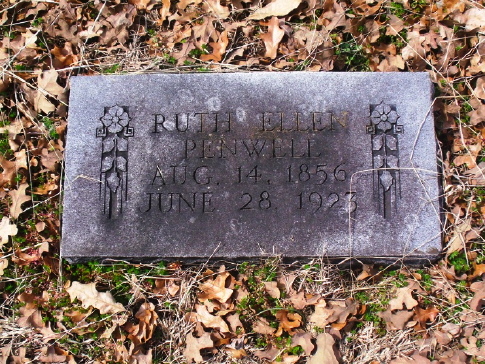 RUTH ELLEN
PENWELL
AUG. 14, 1856
JUNE 28, 1923